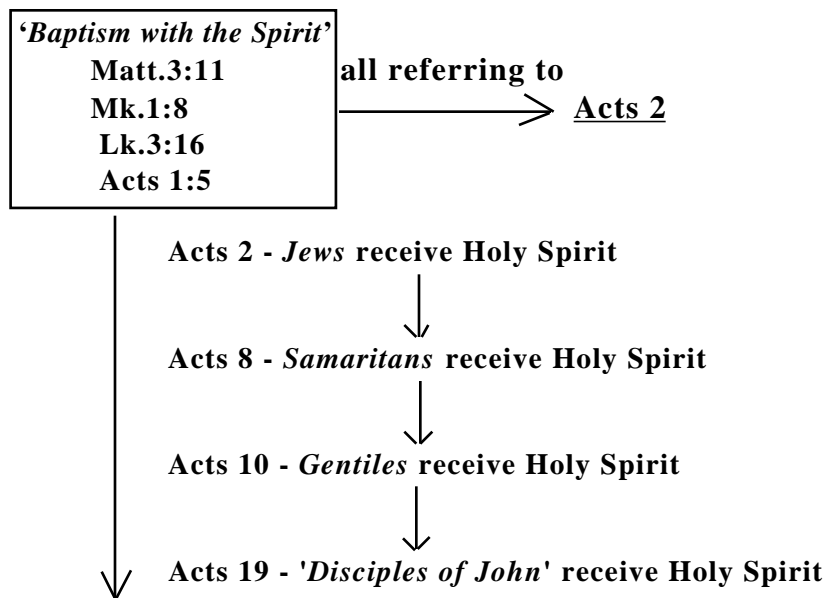 ‘Baptism with the Spirit’
Matt.3:11
all referring to
Mk.1:8
Acts 2
Lk.3:16
Acts 1:5
Acts 2 - Jews receive Holy Spirit
Acts 8 - Samaritans receive Holy Spirit
Acts 10 - Gentiles receive Holy Spirit
Acts 19 - 'Disciples of John' receive Holy Spirit